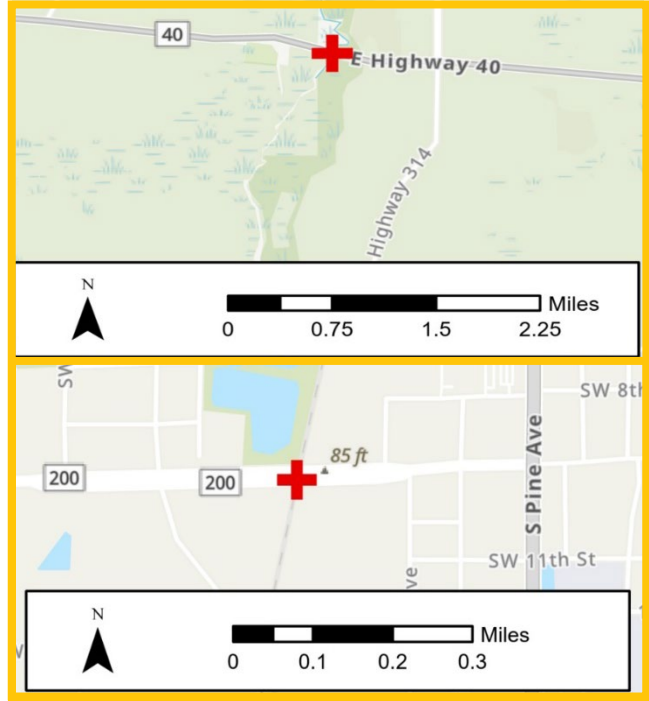 40
E Highway 40
Highway 314
N
Miles
0 0.75 1.5 2.25
SW
SW 8th
85 ft
200
200
S Pine Ave
SW 11th St
ve
N
Miles
0 0.1 0.2 0.3